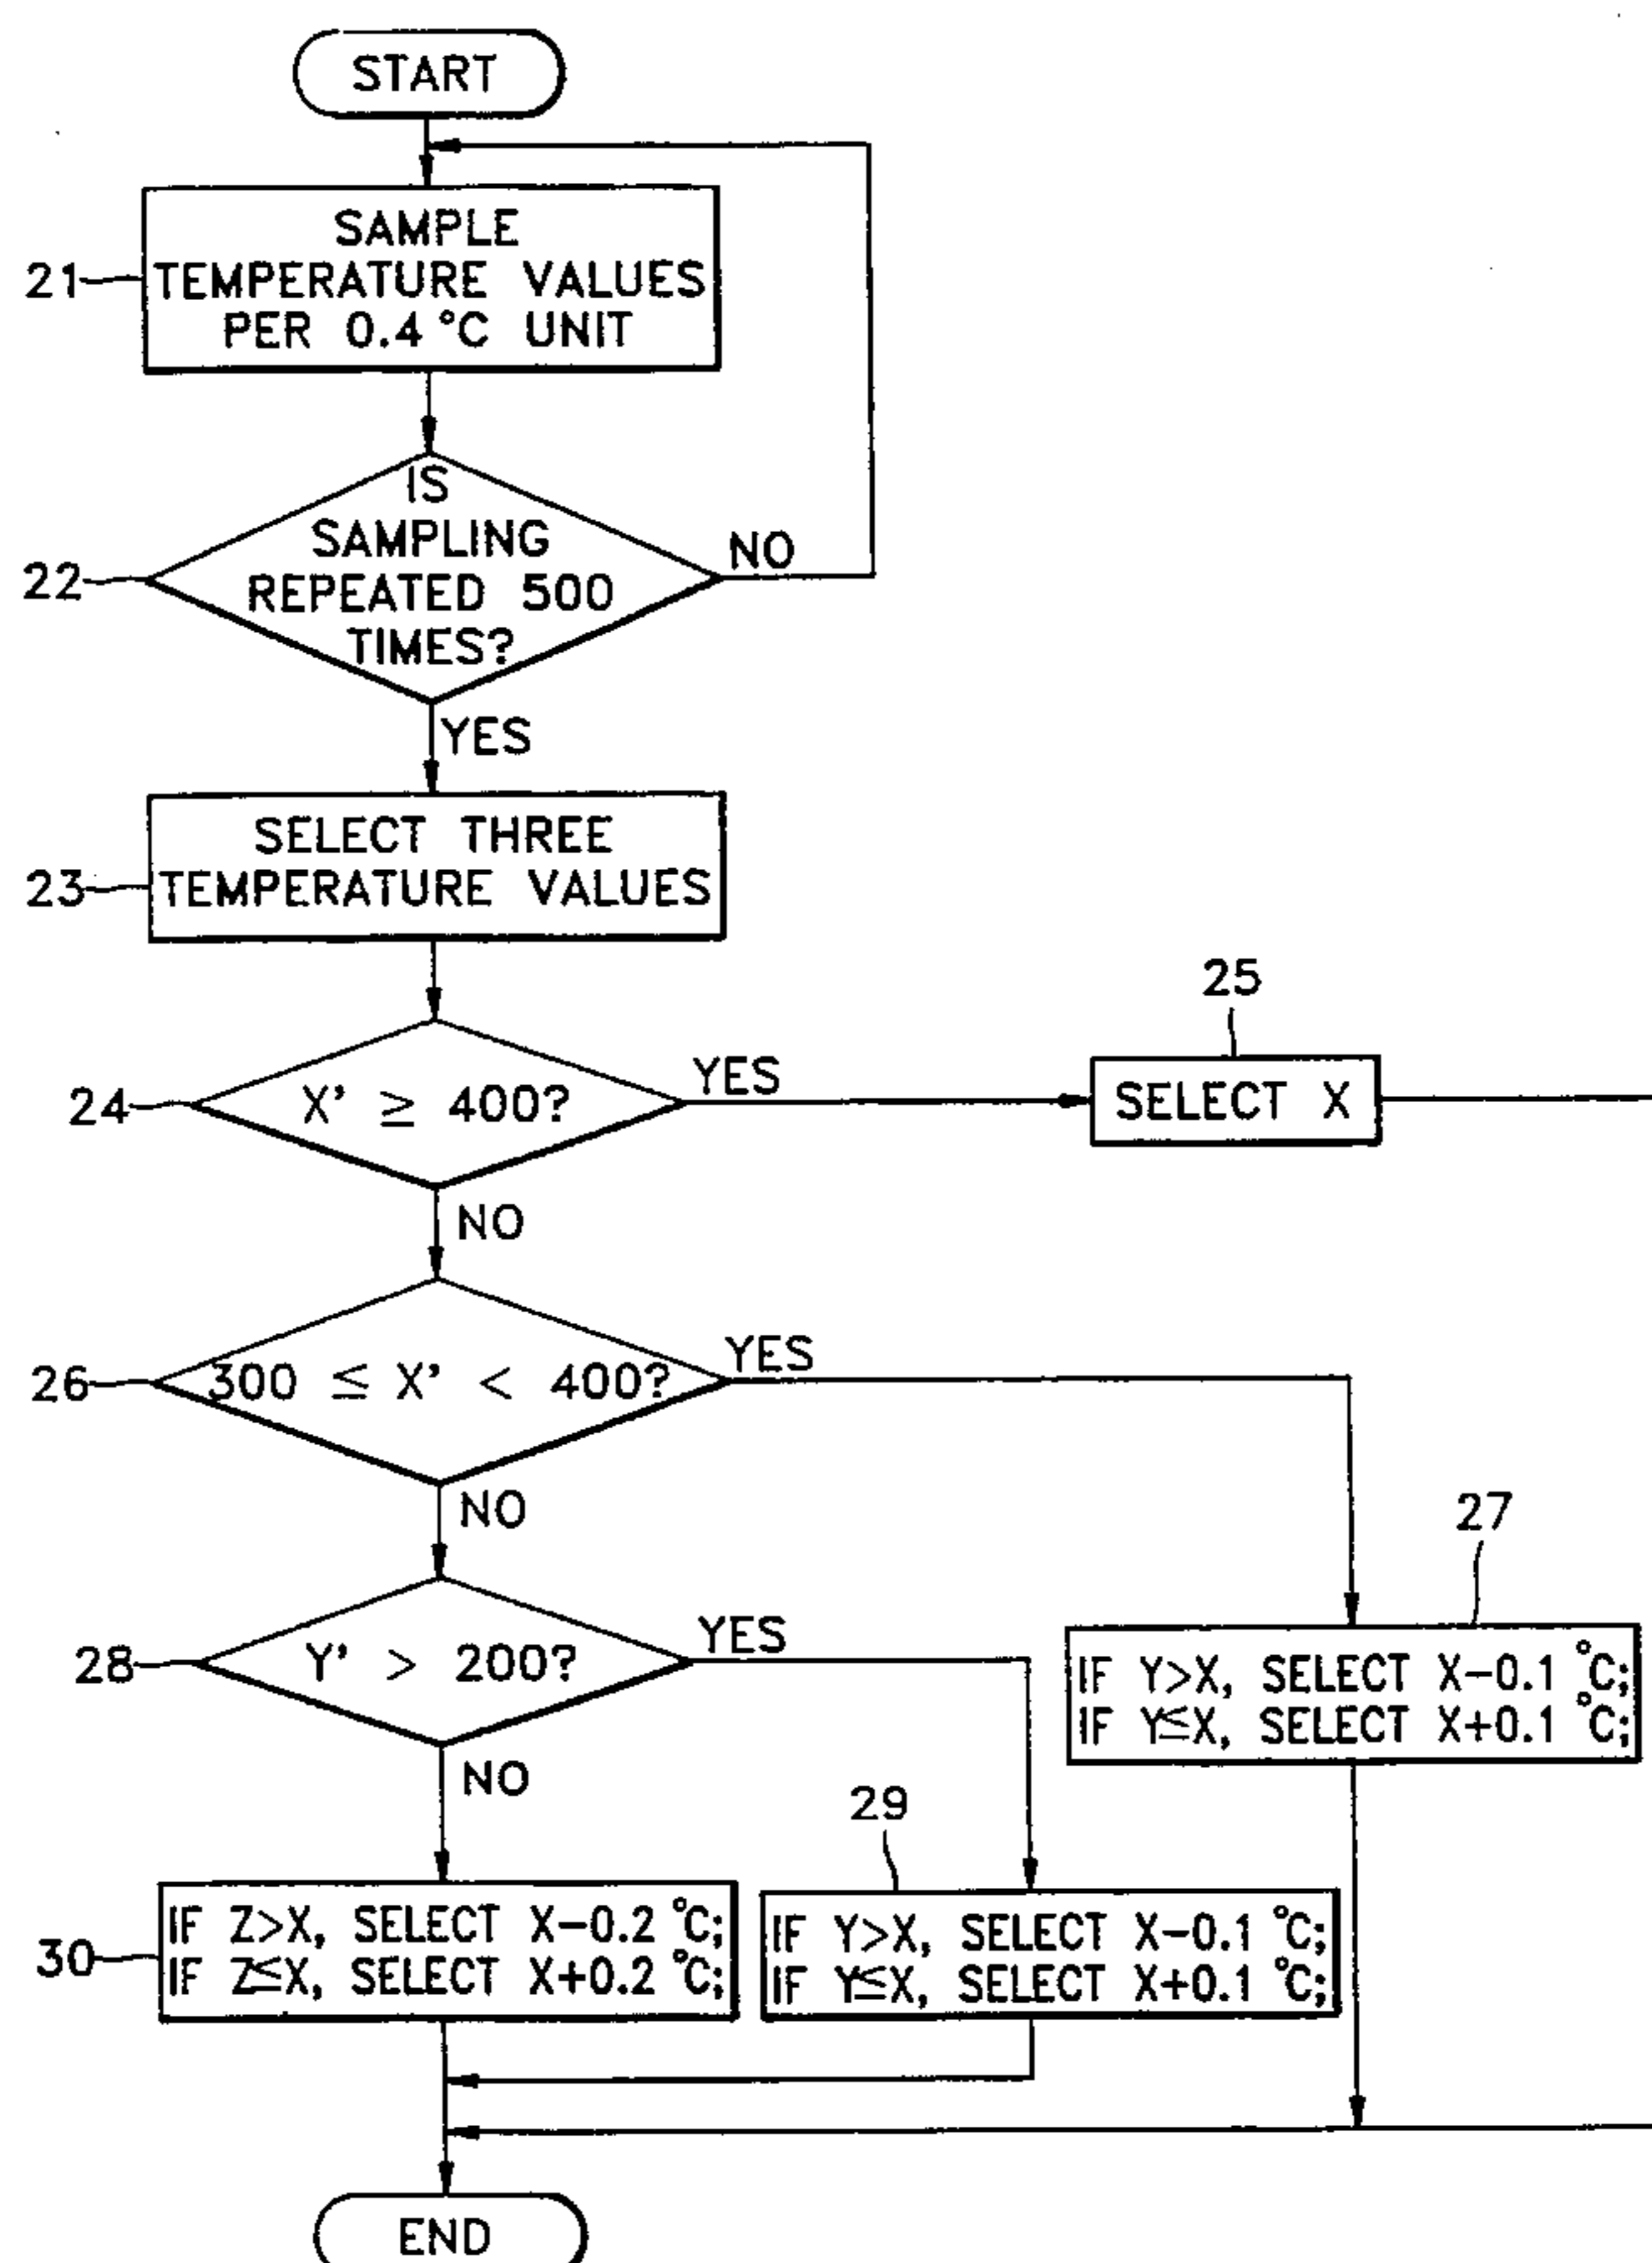 START
SAMPLE
21
TEMPERATURE VALUES
PER 0.4 °C UNIT
IS
SAMPLING
NO
22
REPEATED 500
TIMES?
YES
SELECT THREE
23
TEMPERATURE VALUES
25
24
X' ≥ 400?
YES
SELECT X
NO
26
300 ≤ X' < 400?
YES
NO
27
28
Y' > 200?
YES
IF Y>X, SELECT X-0.1 °C;
IF Y≤X, SELECT X+0.1 °C;
NO
29
30
IF Z>X, SELECT X-0.2 °C;
IF Z≤X, SELECT X+0.2 °C;
IF Y>X, SELECT X-0.1 °C;
IF Y≤X, SELECT X+0.1 °C;
END